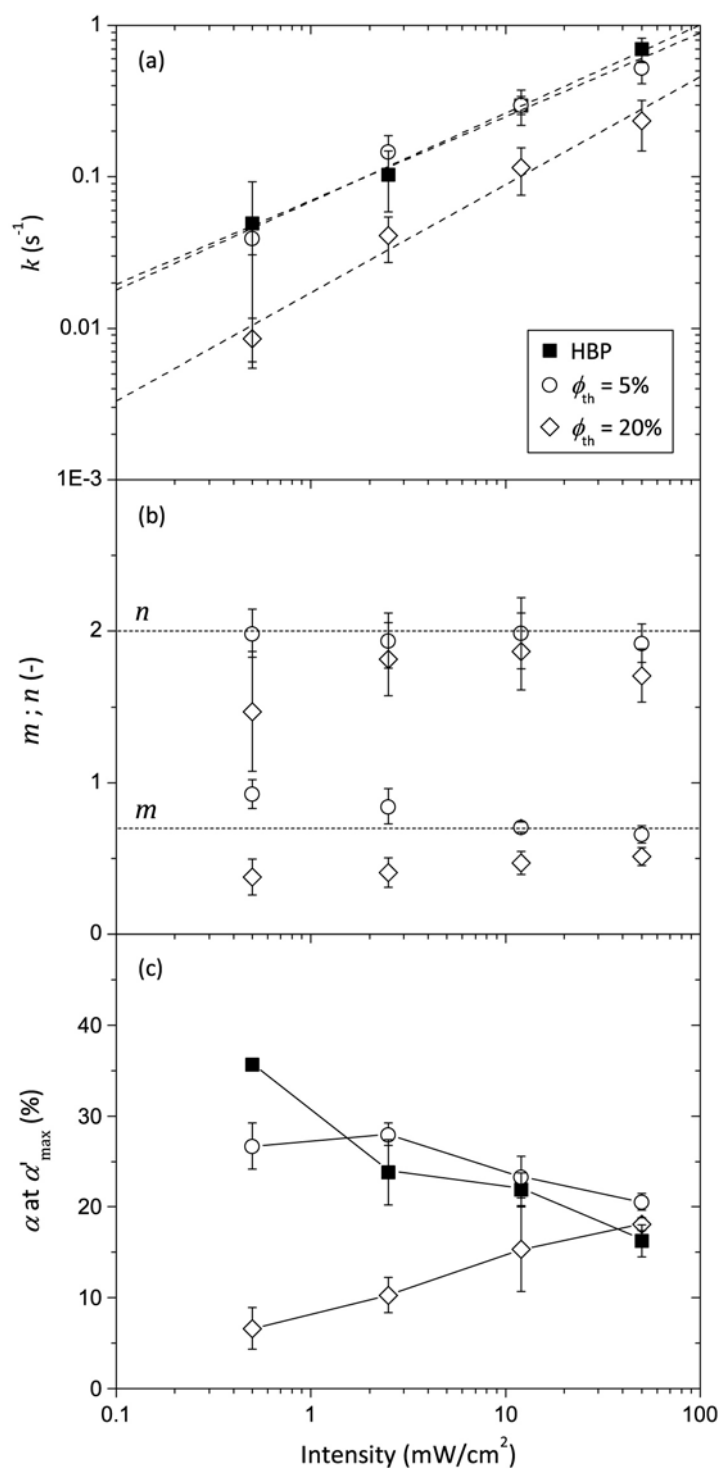 (a)
1
0.1
0.01
1E-3
k (s⁻¹)
HBP
ϕth = 5%
ϕth = 20%
(b)
n
2
1
m
0
m ; n (-)
(c)
40
30
20
10
0
α at α'max (%)
0.1 1 10 100
Intensity (mW/cm²)